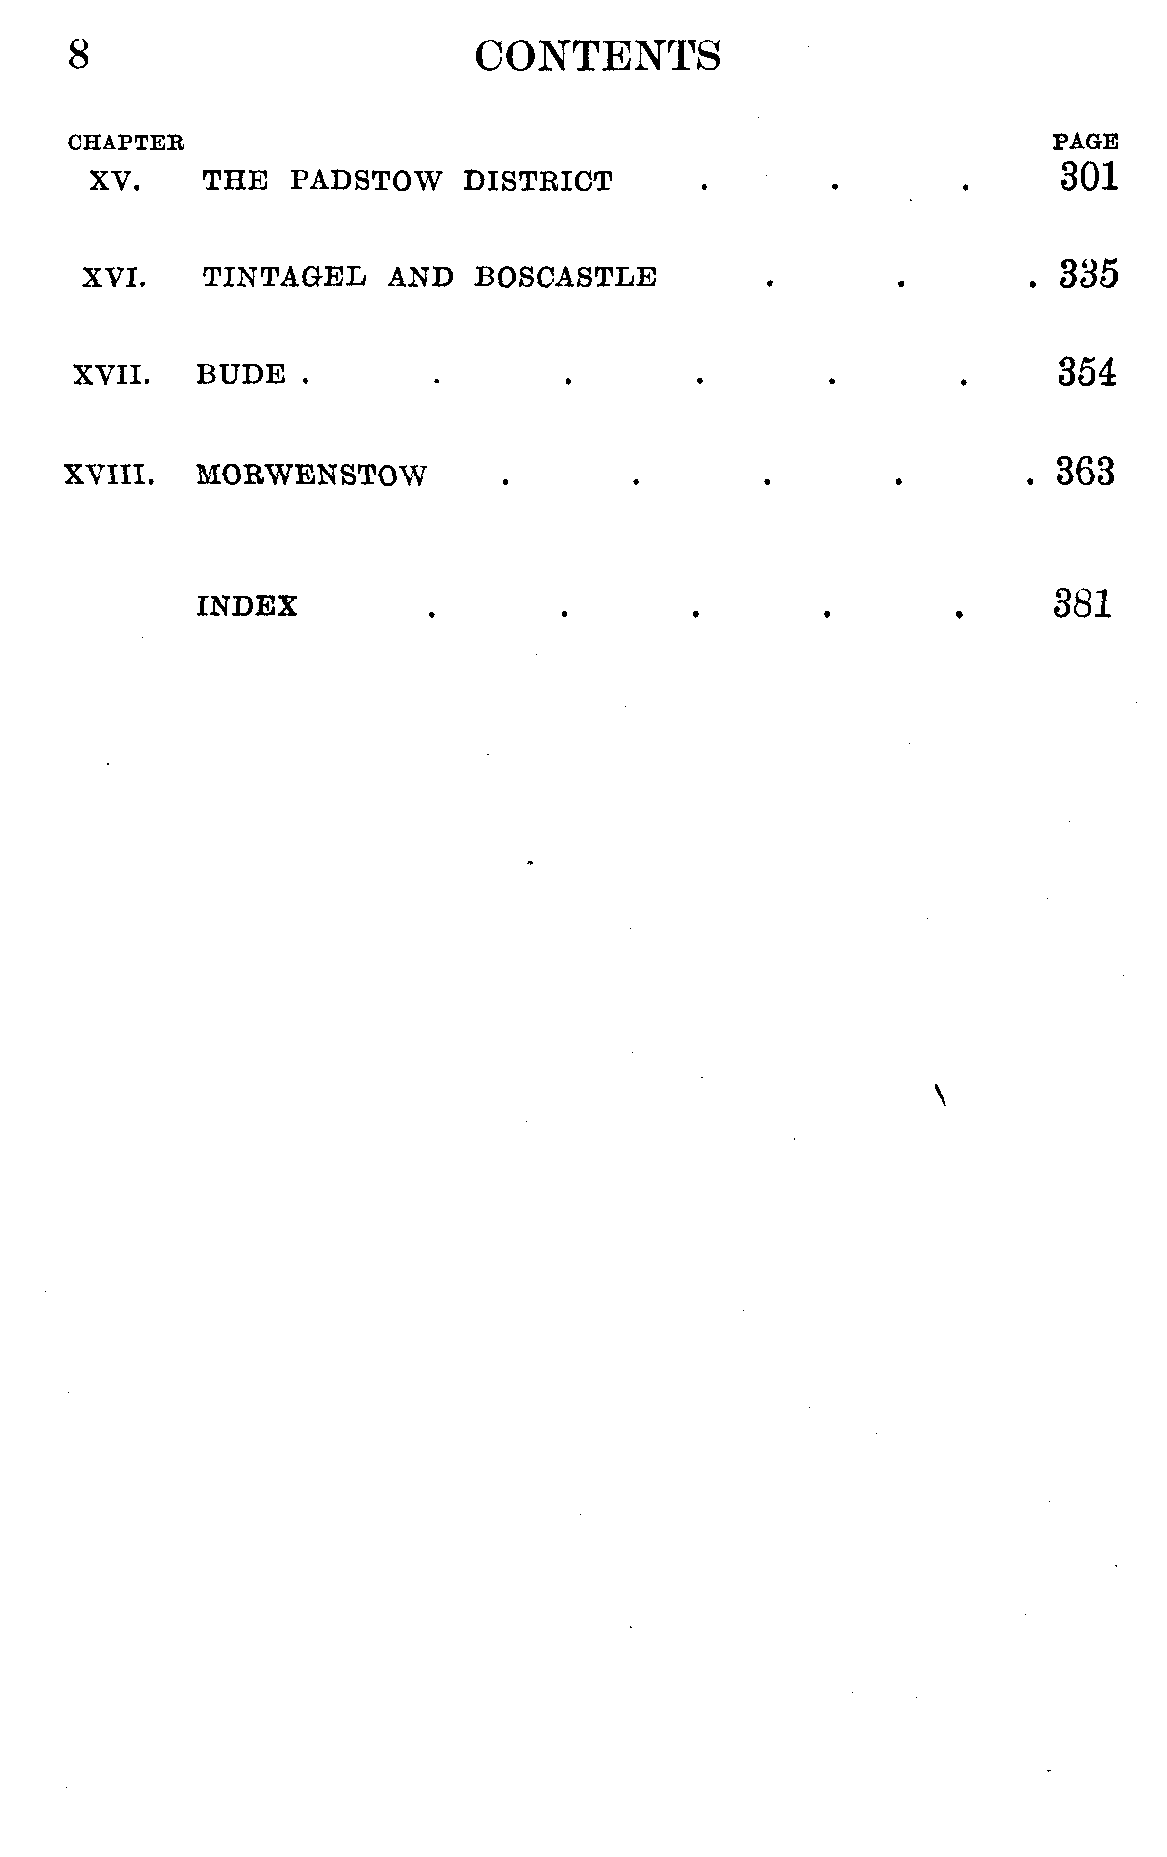 8 CONTENTS
CHAPTER PAGE
XV. THE PADSTOW DISTRICT . . . 301
XVI. TINTAGEL AND BOSCASTLE . . . 335
XVII. BUDE . . . . . . 354
XVIII. MORWENSTOW . . . . . 363
INDEX . . . . . 381